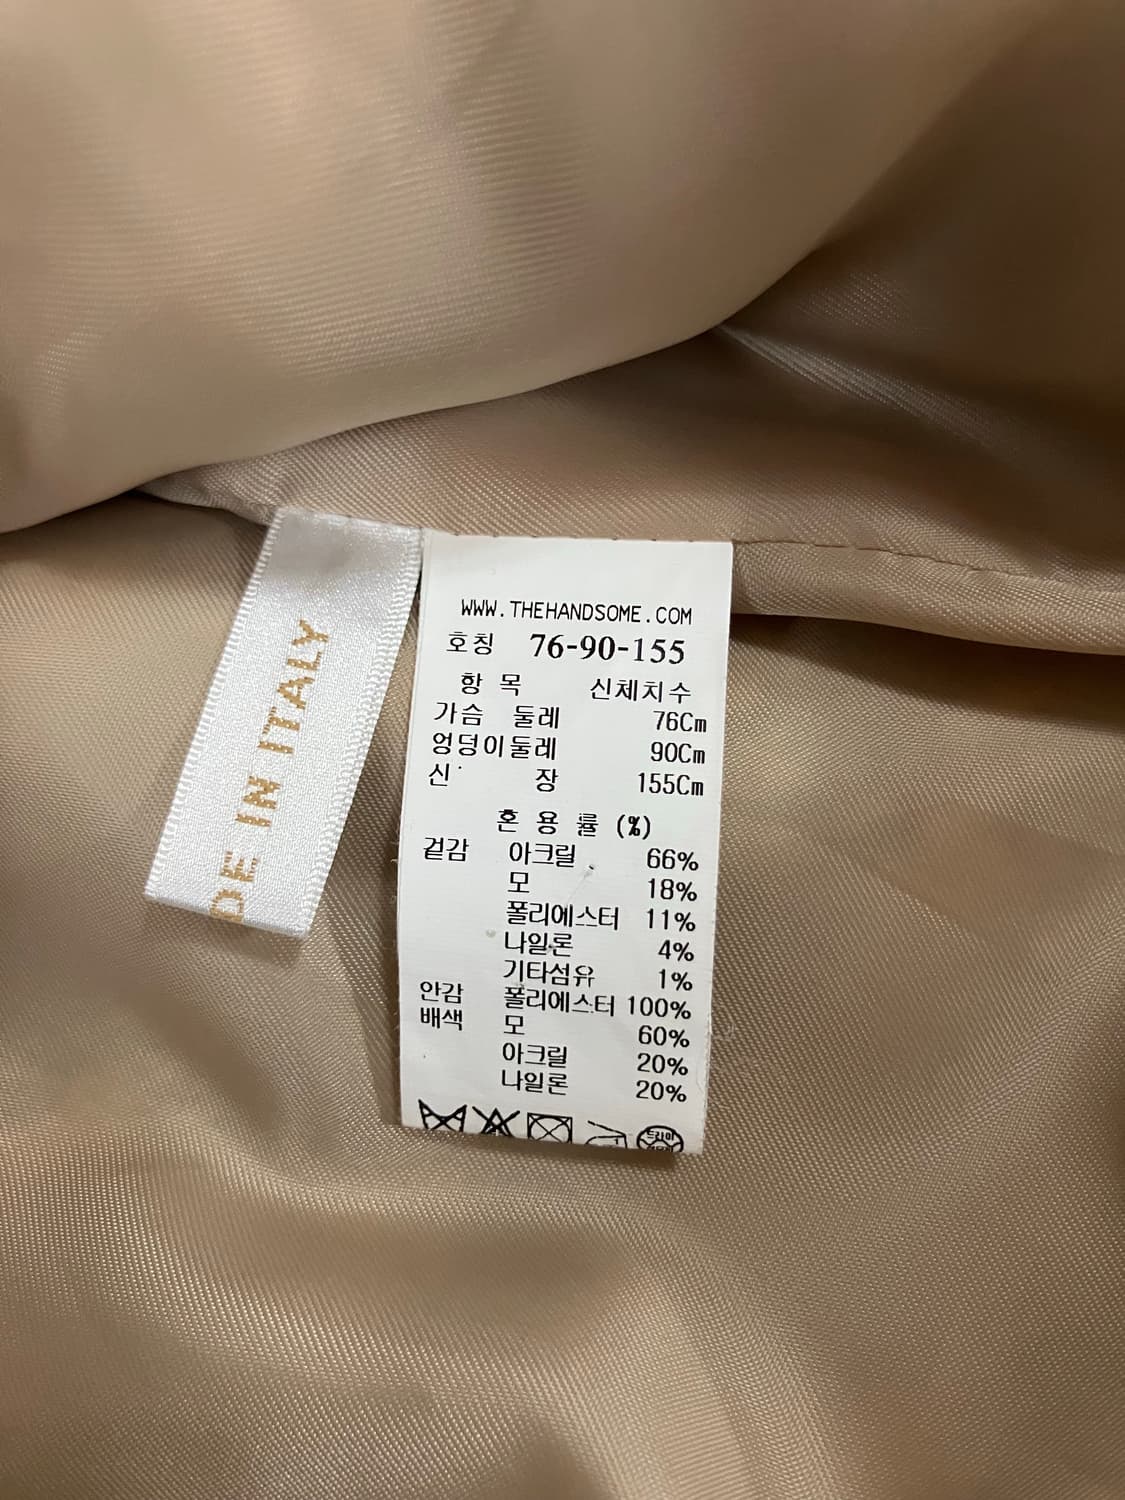 DE IN ITALY
WWW.THEHANDSOME.COM
호칭 76-90-155
항 목 신체치수
가슴 둘레 76Cm
엉덩이둘레 90Cm
신 장 155Cm
혼 용 률 (%)
겉감 아크릴 66%
모 18%
폴리에스터 11%
나일론 4%
기타섬유 1%
안감 폴리에스터 100%
배색 모 60%
아크릴 20%
나일론 20%
드라이